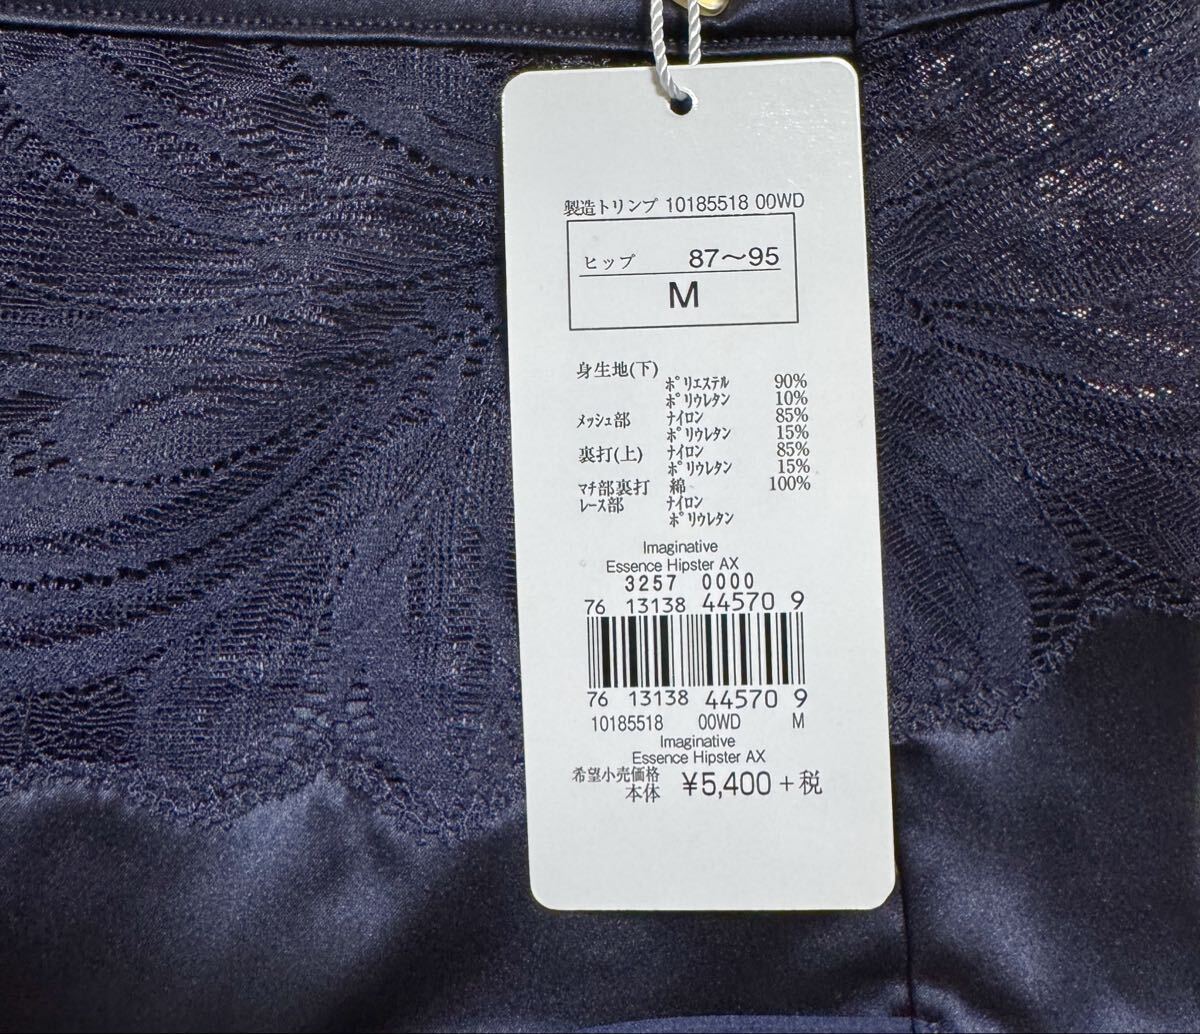 製造トリンプ 10185518 00WD
ヒップ 87～95
M
身生地(下)
ﾎﾟﾘｴｽﾃﾙ 90%
ﾎﾟﾘｳﾚﾀﾝ 10%
ﾒｯｼｭ部 ﾅｲﾛﾝ 85%
ﾎﾟﾘｳﾚﾀﾝ 15%
裏打(上) ﾅｲﾛﾝ 85%
ﾎﾟﾘｳﾚﾀﾝ 15%
ﾏﾁ部裏打 綿 100%
ﾚｰｽ部 ﾅｲﾛﾝ
ﾎﾟﾘｳﾚﾀﾝ
Imaginative
Essence Hipster AX
3257 0000
76 13138 44570 9
76 13138 44570 9
10185518 00WD M
Imaginative
Essence Hipster AX
希望小売価格
本体 ¥5,400+税